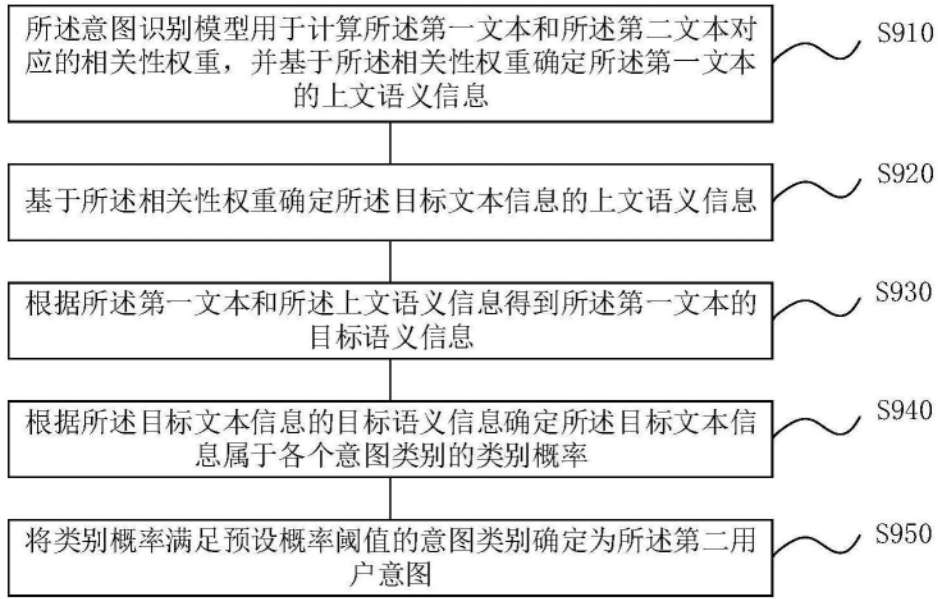 所述意图识别模型用于计算所述第一文本和所述第二文本对
应的相关性权重，并基于所述相关性权重确定所述第一文本
的上文语义信息
S910
基于所述相关性权重确定所述目标文本信息的上文语义信息
S920
根据所述第一文本和所述上文语义信息得到所述第一文本的
目标语义信息
S930
根据所述目标文本信息的目标语义信息确定所述目标文本信
息属于各个意图类别的类别概率
S940
将类别概率满足预设概率阈值的意图类别确定为所述第二用
户意图
S950